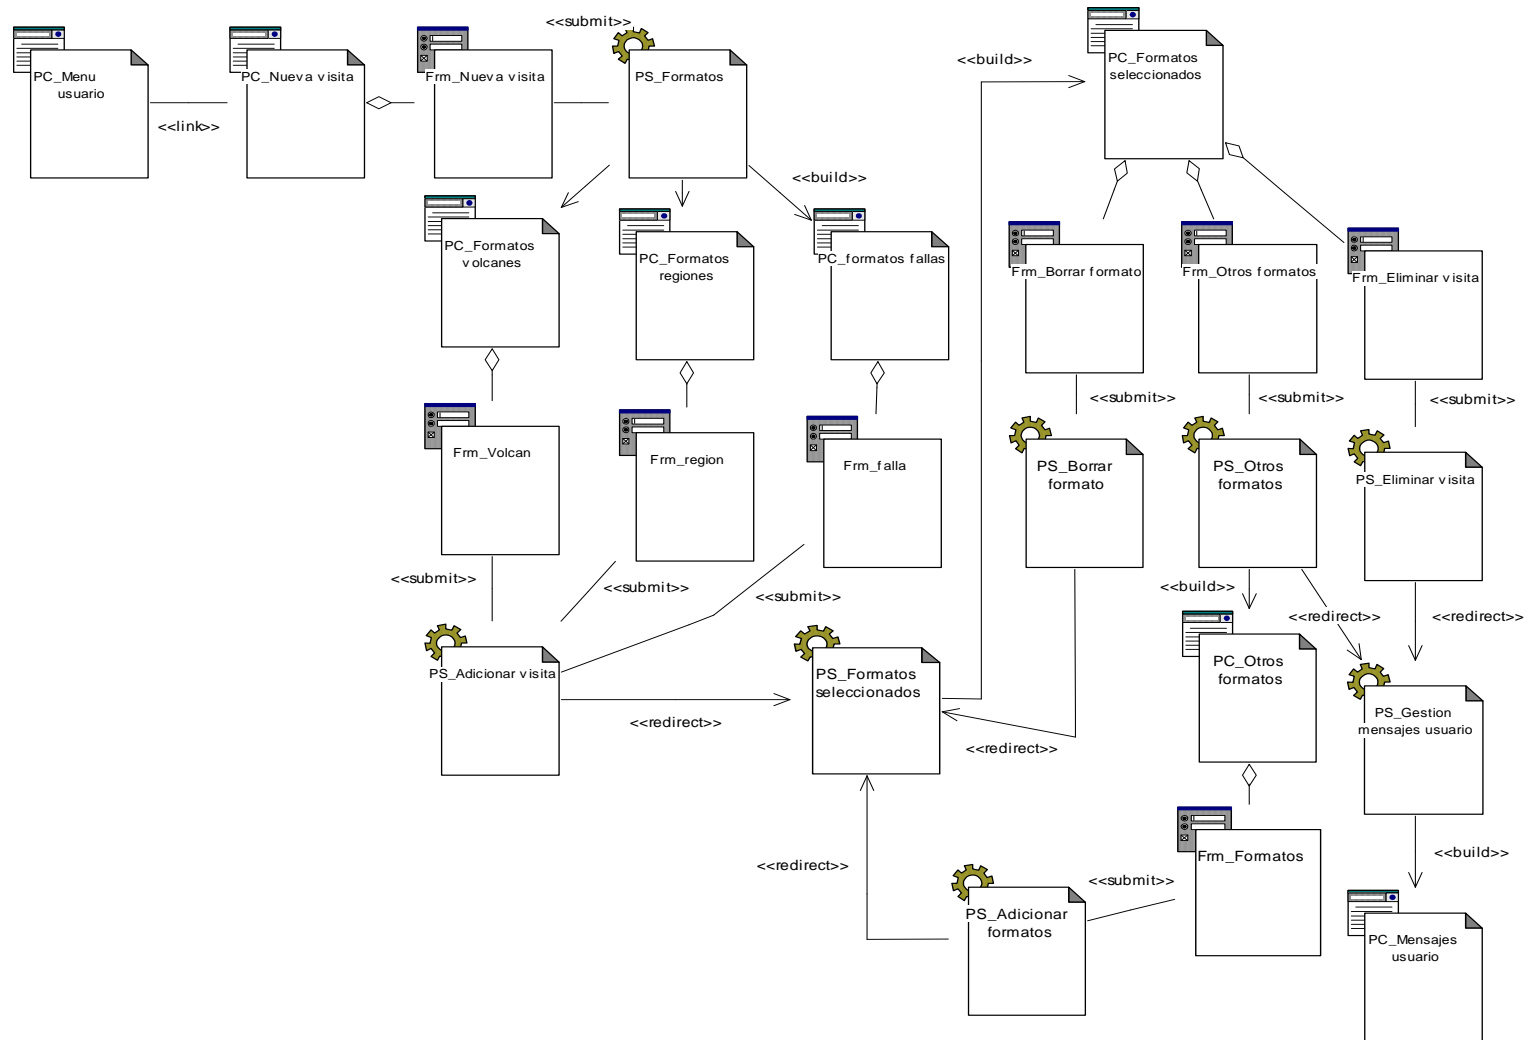 <<submit>>
PC_Menu
usuario
<<link>>
PC_Nueva visita
Frm_Nueva visita
PS_Formatos
<<build>>
PC_Formatos
seleccionados
<<build>>
PC_Formatos
volcanes
PC_Formatos
regiones
PC_formatos fallas
Frm_Borrar formato
Frm_Otros formatos
Frm_Eliminar visita
<<submit>>
<<submit>>
<<submit>>
Frm_Volcan
Frm_region
Frm_falla
PS_Borrar
formato
PS_Otros
formatos
PS_Eliminar visita
<<submit>>
<<submit>>
<<submit>>
<<build>>
<<redirect>>
<<redirect>>
PS_Adicionar visita
<<redirect>>
PS_Formatos
seleccionados
<<redirect>>
PC_Otros
formatos
PS_Gestion
mensajes usuario
<<redirect>>
PS_Adicionar
formatos
<<submit>>
Frm_Formatos
<<build>>
PC_Mensajes
usuario